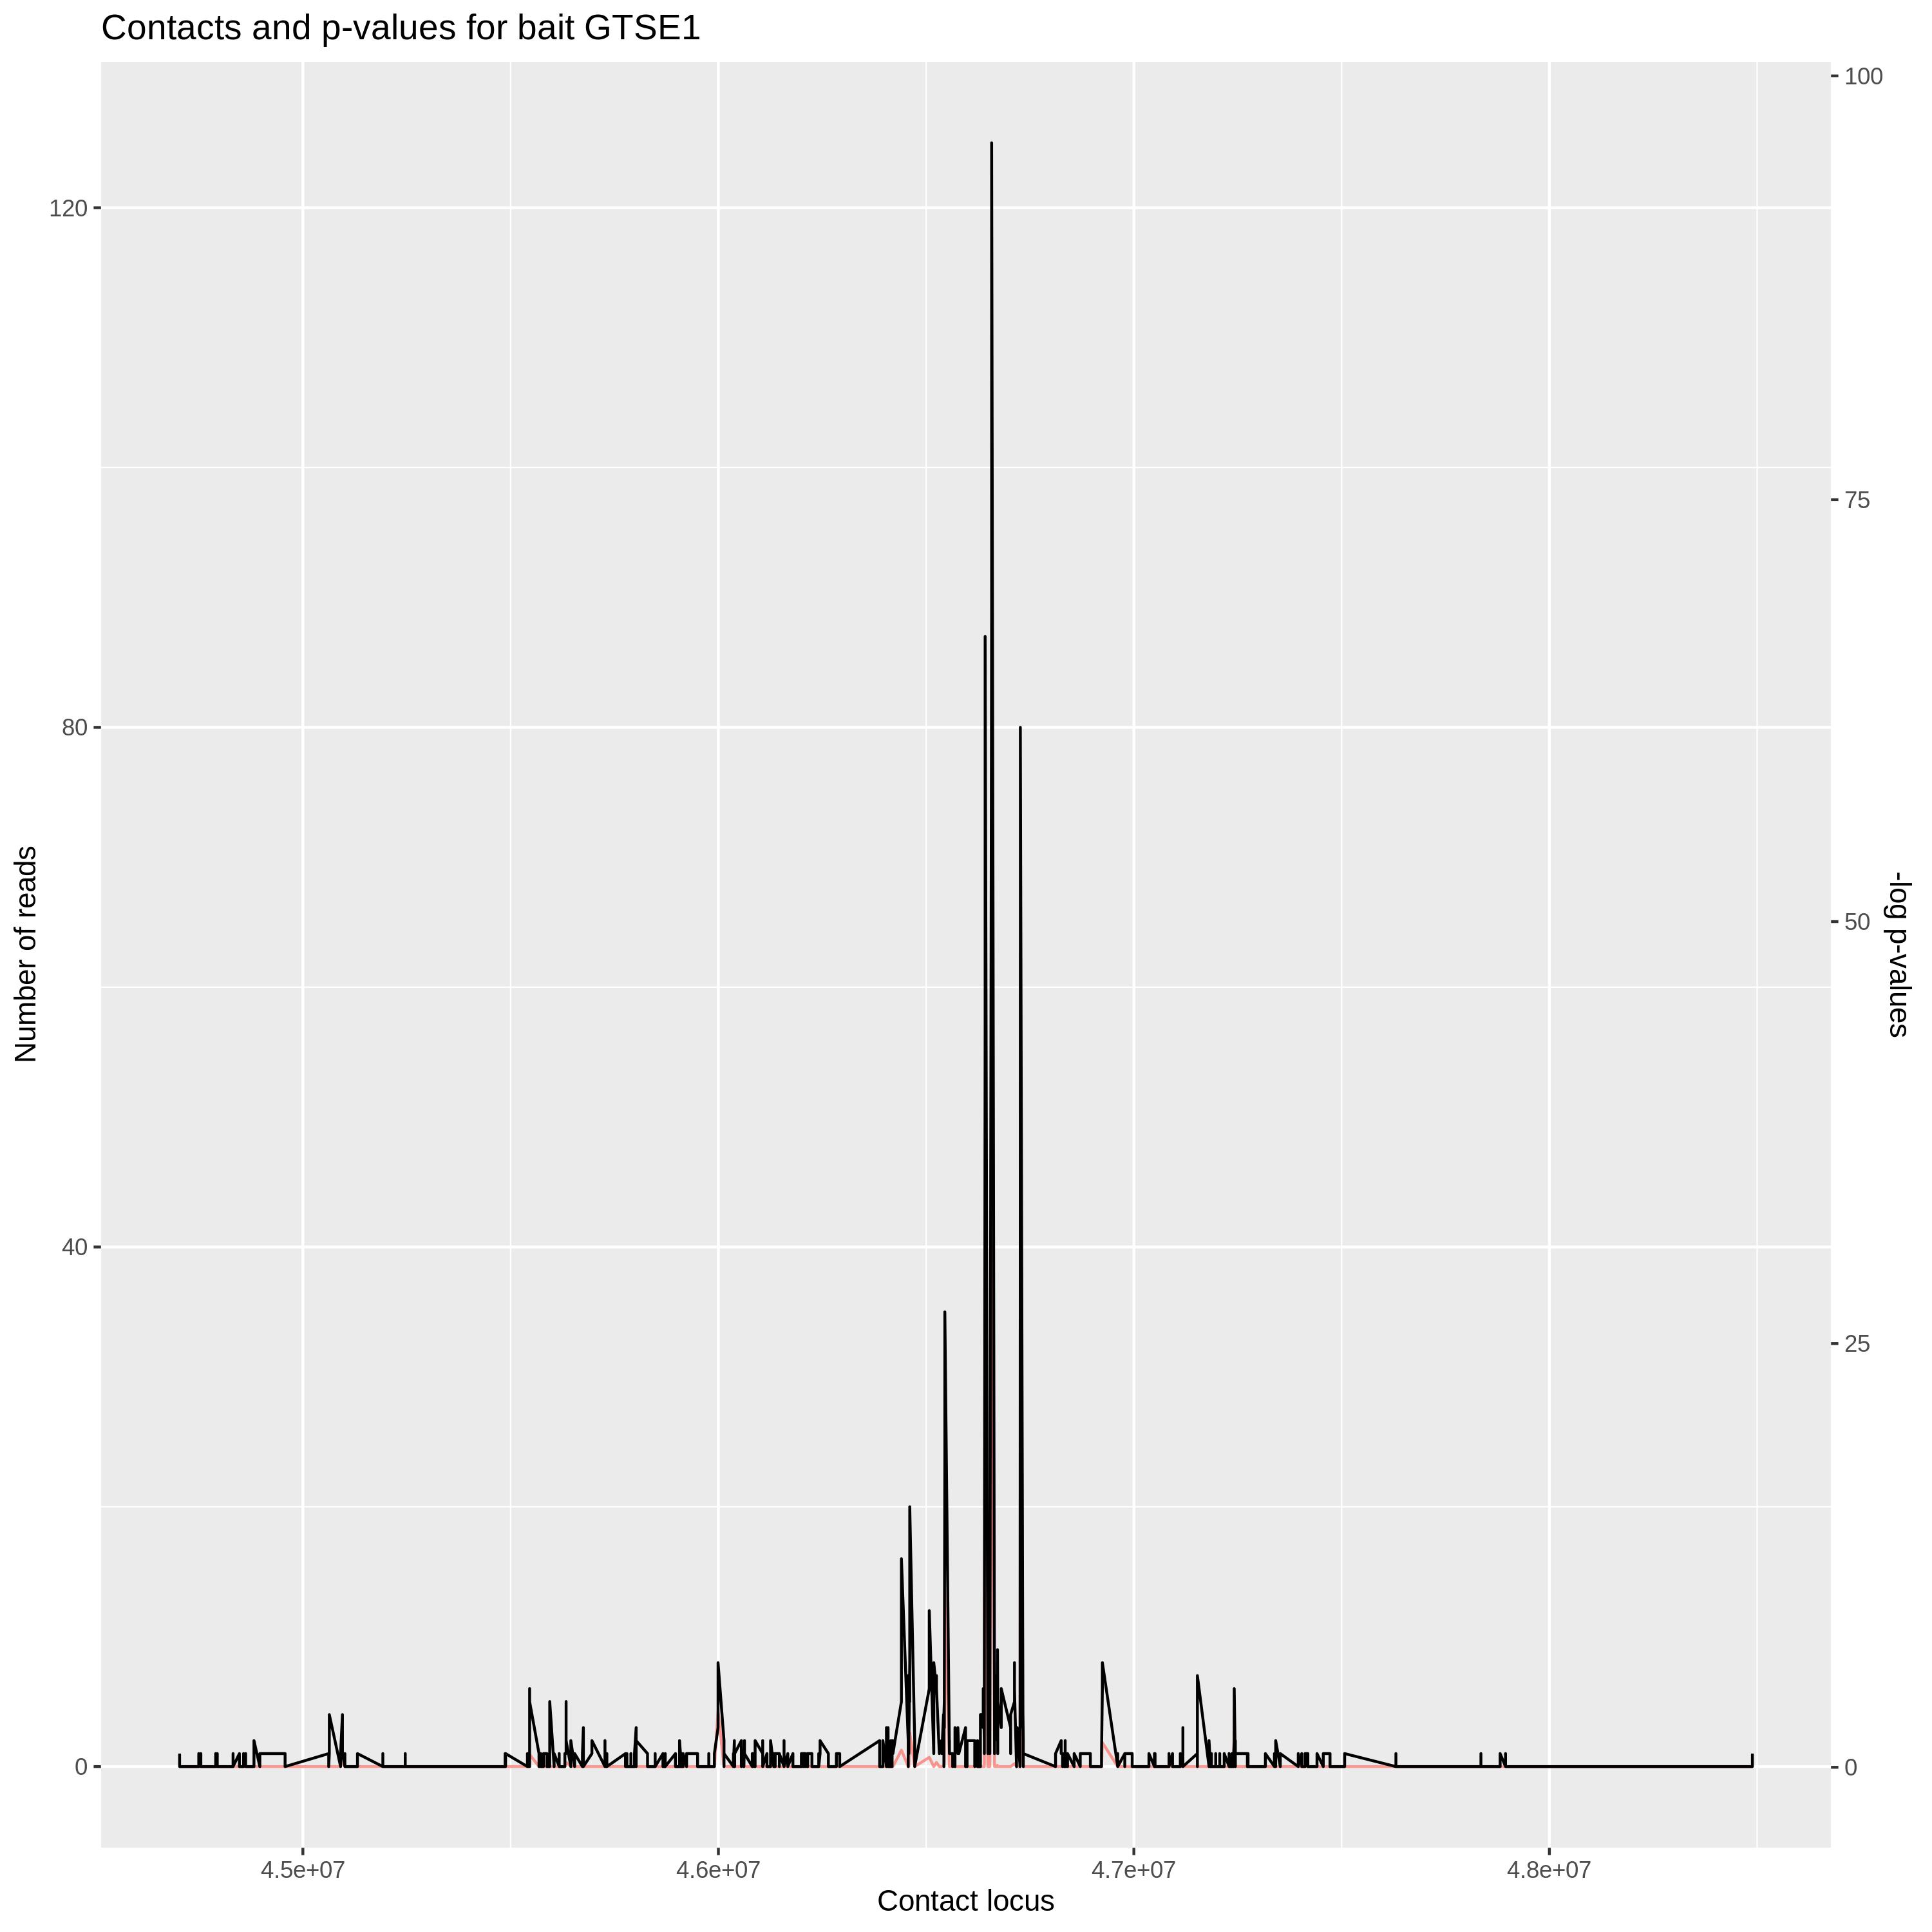 Contacts and p-values for bait GTSE1
Number of reads
120
80
40
0
100
75
50
25
0
-log p-values
4.5e+07
4.6e+07
4.7e+07
4.8e+07
Contact locus